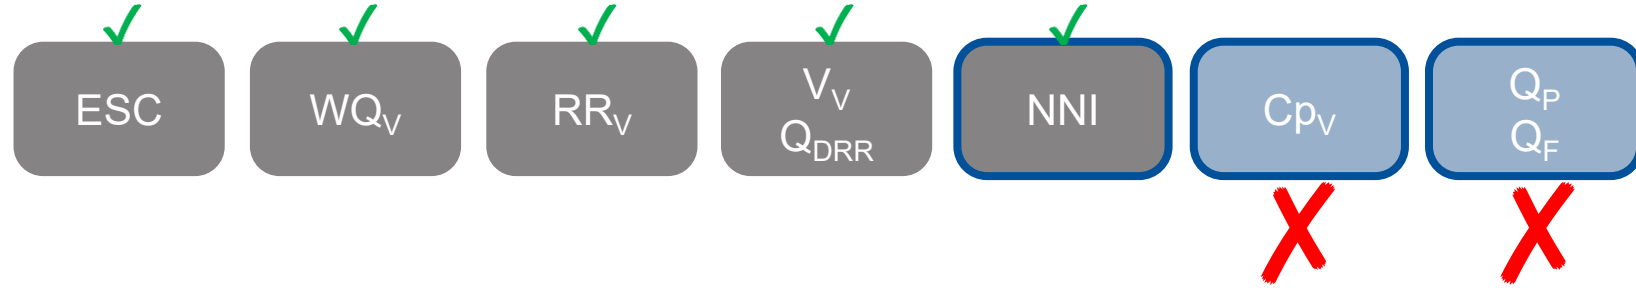 ESC
WQV
RRV
VV
QDRR
NNI
CpV
QP
QF